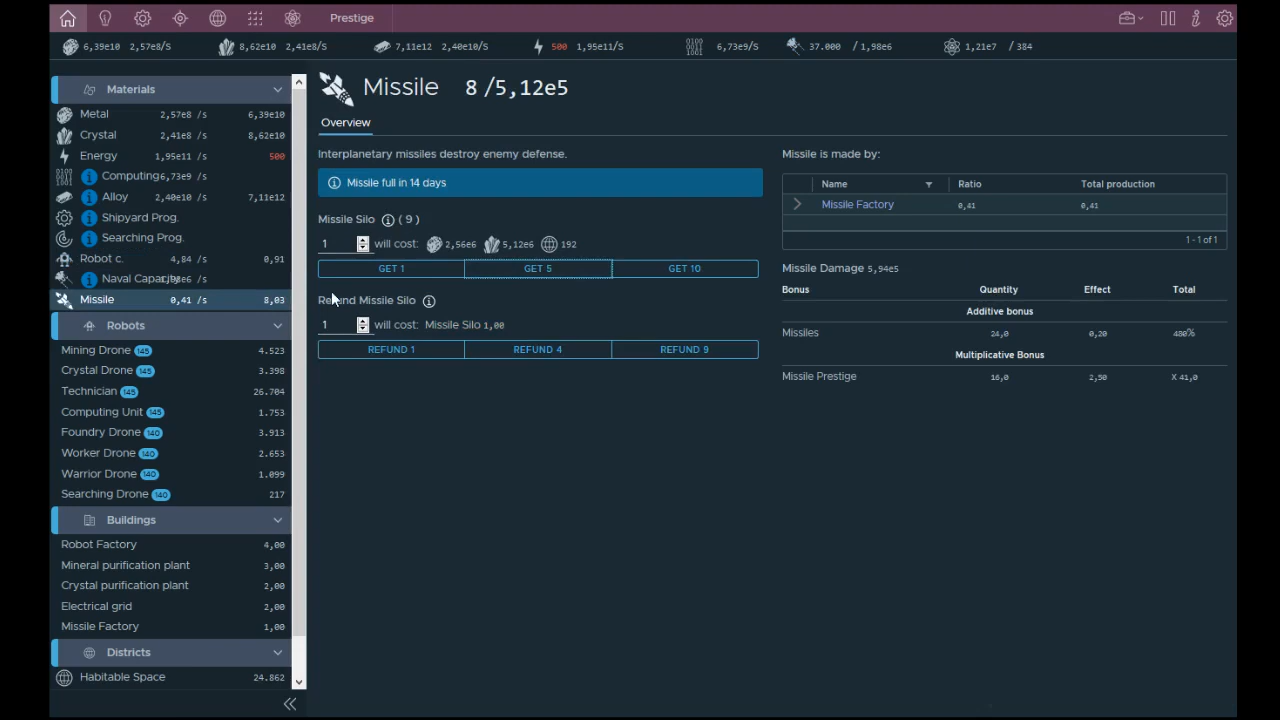 Prestige
6,39e10 2,57e8/S 8,62e10 2,41e8/S 7,11e12 2,40e10/S 500 1,95e11/S 6,73e9/S 37.000 / 1,98e6 1,21e7 / 384
Materials
Metal 2,57e8 /s 6,39e10
Crystal 2,41e8 /s 8,62e10
Energy 1,95e11 /s 500
Computing 6,73e9 /s
Alloy 2,40e10 /s 7,11e12
Shipyard Prog.
Searching Prog.
Robot c. 4,84 /s 0,91
Naval Capacity /s
Missile 0,41 /s 8,03
Robots
Mining Drone 145 4.523
Crystal Drone 145 3.398
Technician 145 26.704
Computing Unit 145 1.753
Foundry Drone 140 3.913
Worker Drone 140 2.653
Warrior Drone 140 1.099
Searching Drone 140 217
Buildings
Robot Factory 4,00
Mineral purification plant 3,00
Crystal purification plant 2,00
Electrical grid 2,00
Missile Factory 1,00
Districts
Habitable Space 24.862
Missile 8 /5,12e5
Overview
Interplanetary missiles destroy enemy defense.
Missile full in 14 days
Missile Silo ( 9 )
1 will cost: 2,56e6 5,12e6 192
GET 1 GET 5 GET 10
Refund Missile Silo
1 will cost: Missile Silo 1,00
REFUND 1 REFUND 4 REFUND 9
Missile is made by:
Name Ratio Total production
Missile Factory 0,41 0,41
1 - 1 of 1
Missile Damage 5,94e5
Bonus Quantity Effect Total
Additive bonus
Missiles 24,0 0,20 480%
Multiplicative Bonus
Missile Prestige 16,0 2,50 X 41,0